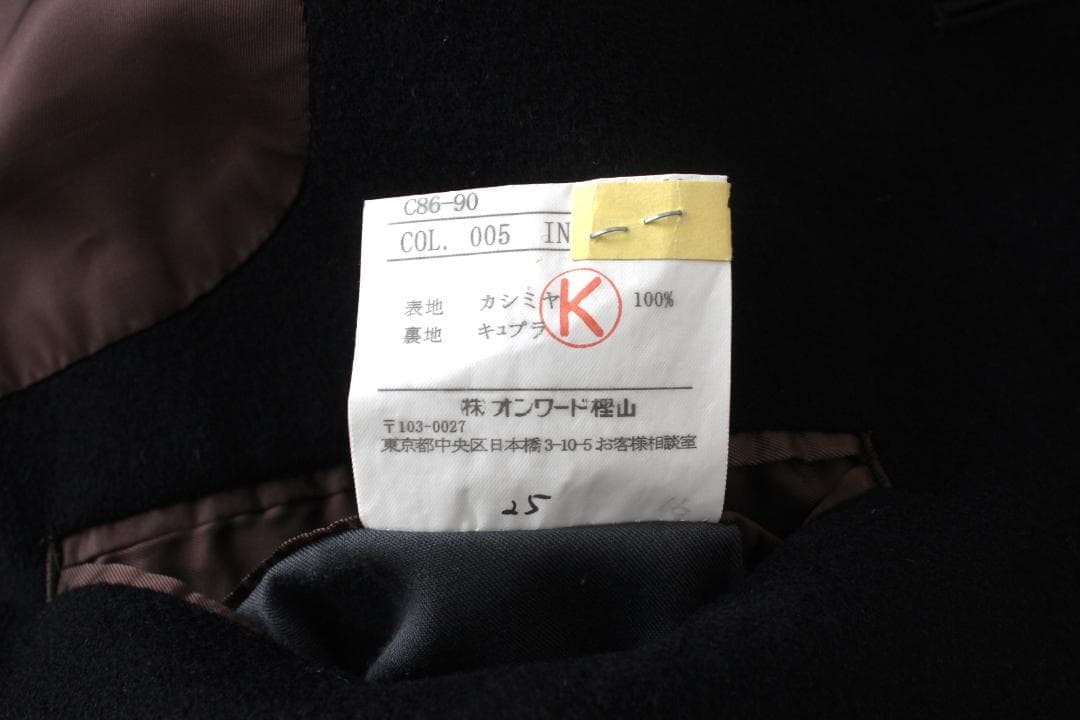 C86-90
COL. 005 IN
表地 カシミヤ 100%
裏地 キュプラ
K
株 オンワード樫山
〒103-0027
東京都中央区日本橋3-10-5お客様相談室
25